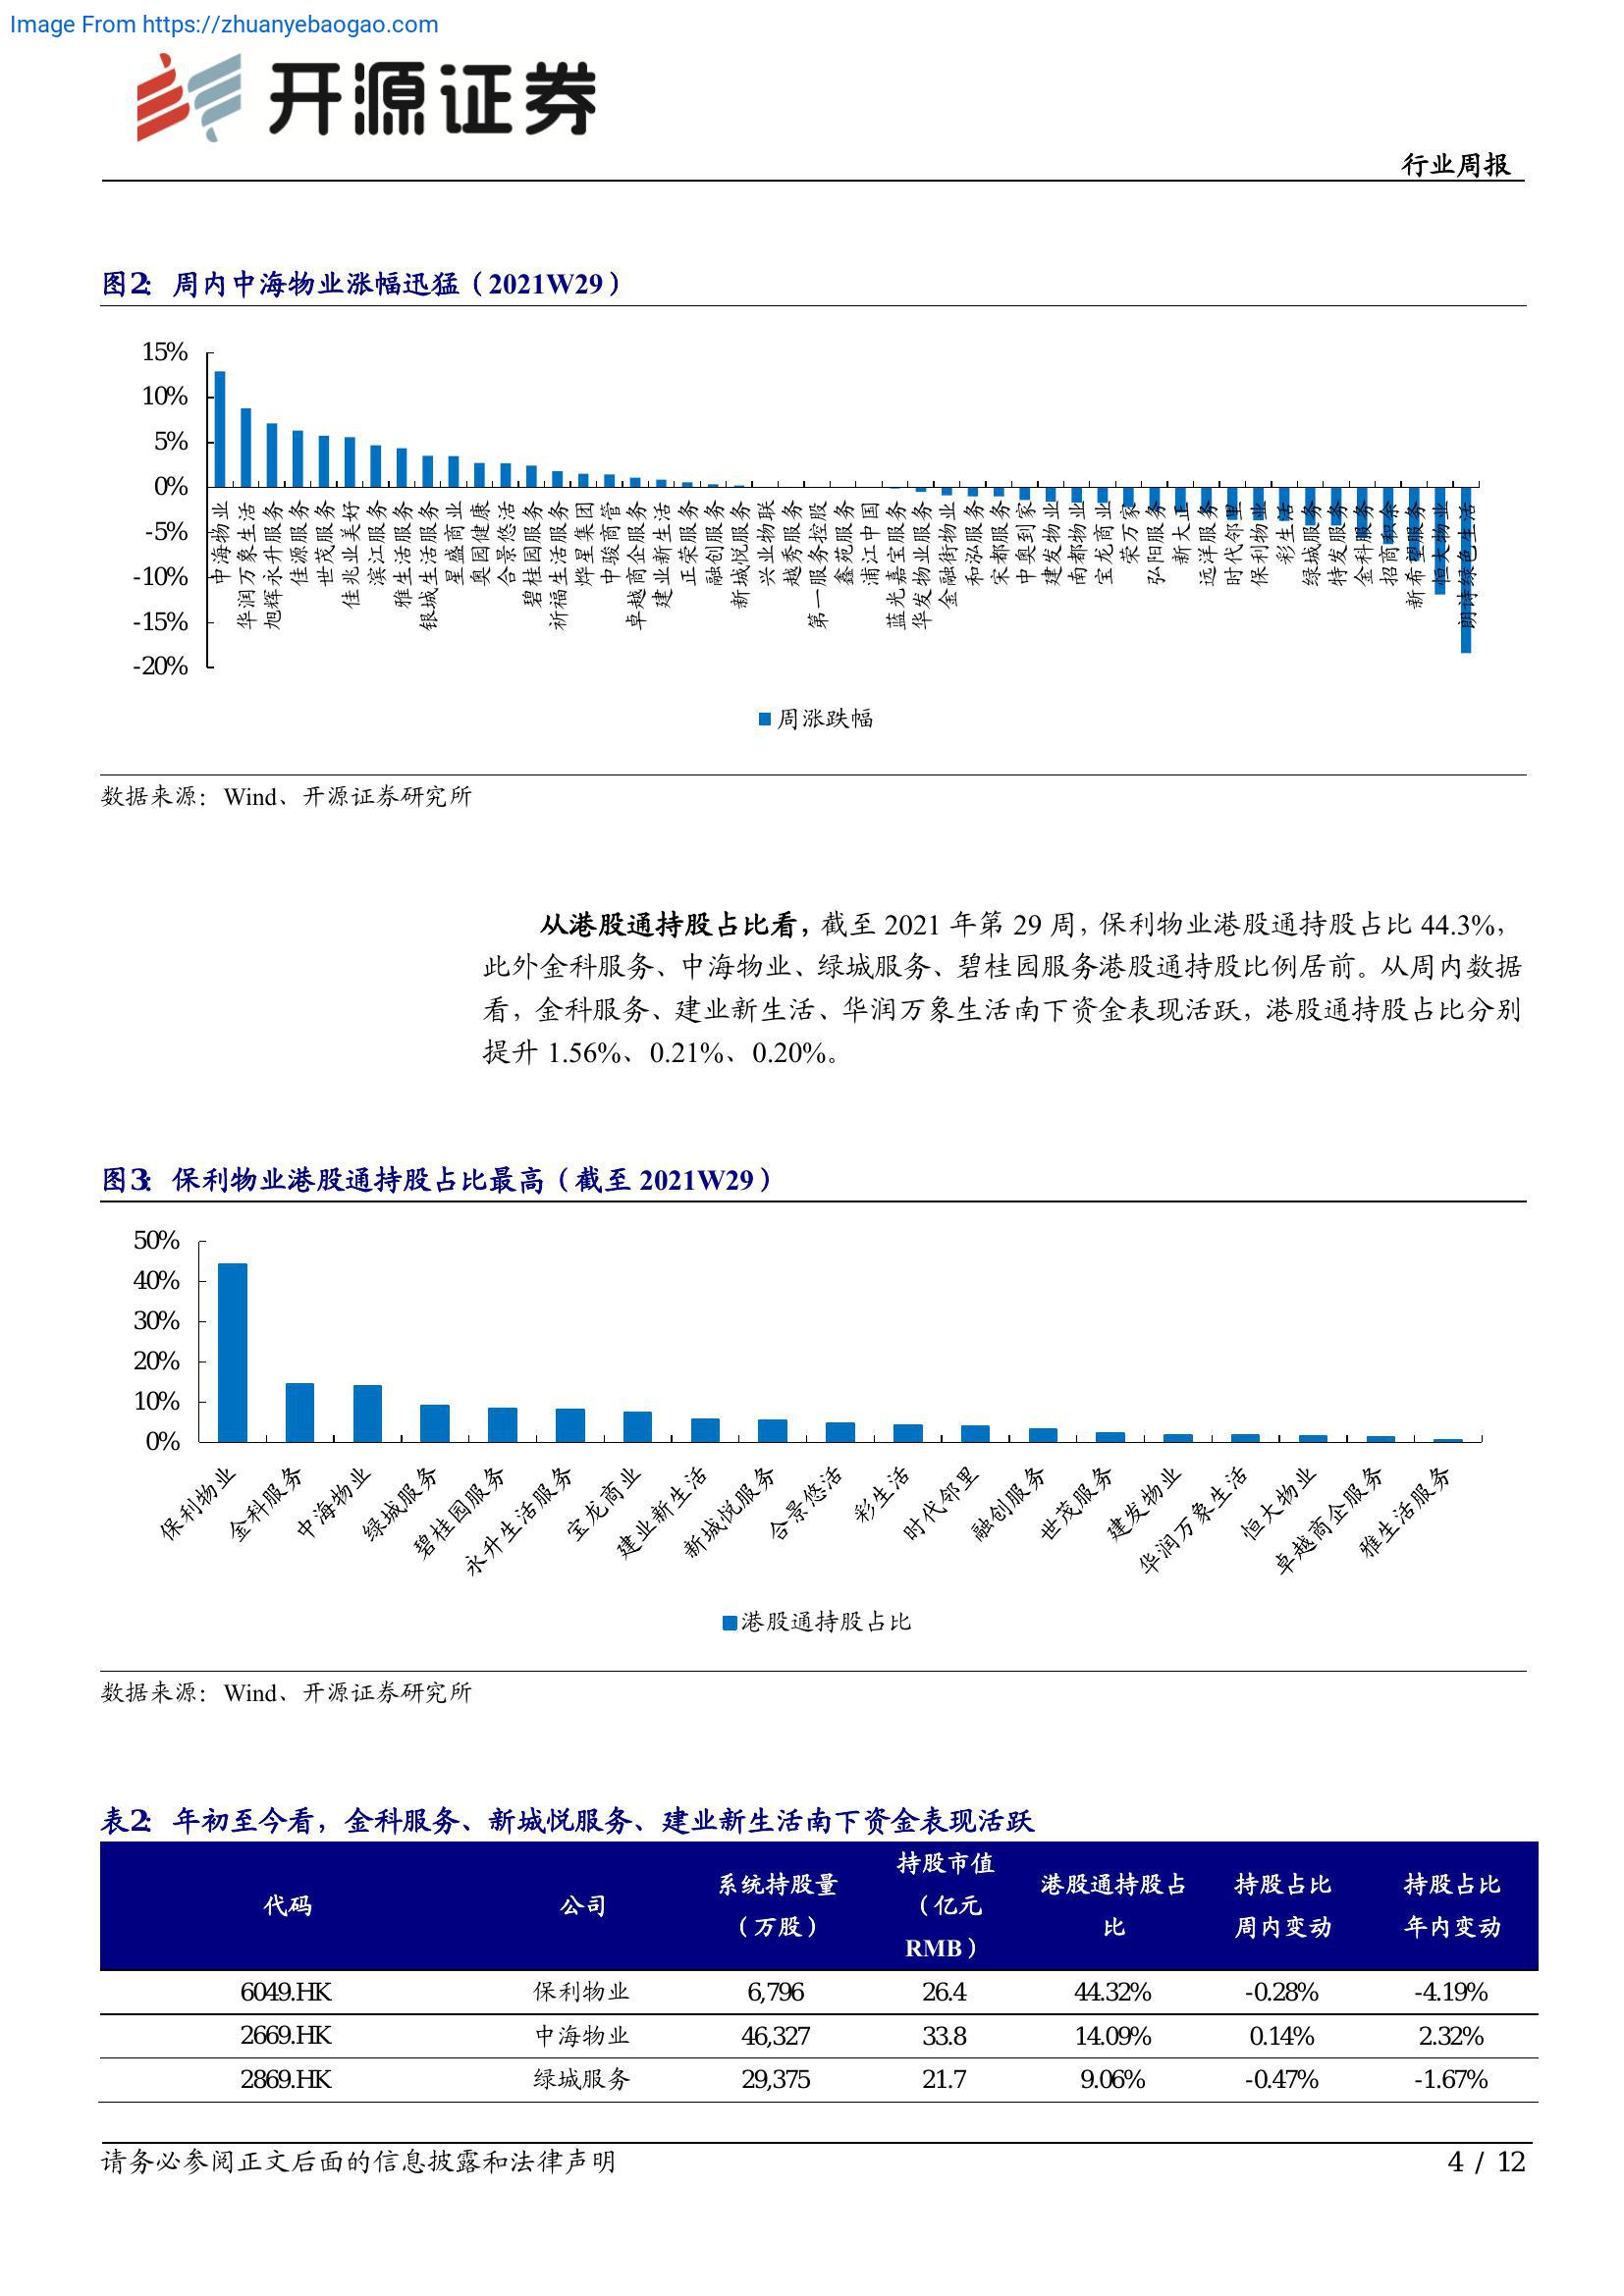 Image From https://zhuanyebaogao.com
开源证券
行业周报
图2： 周内中海物业涨幅迅猛（2021W29）
15%
10%
5%
0%
-5%
-10%
-15%
-20%
中海物业
华润万象生活
旭辉永升服务
佳源服务
世茂服务
佳兆业美好
滨江服务
雅生活服务
银城生活服务
星盛商业
奥园健康
合景悠活
碧桂园服务
祈福生活服务
烨星集团
中骏商管
卓越商企服务
建业新生活
正荣服务
融创服务
新城悦服务
兴业物联
越秀服务
第一服务控股
鑫苑服务
浦江中国
蓝光嘉宝服务
华发物业服务
金融街物业
和泓服务
宋都服务
中奥到家
建发物业
南都物业
宝龙商业
荣万家
弘阳服务
新大正
远洋服务
时代邻里
保利物业
彩生活
绿城服务
特发服务
金科服务
招商积余
新希望服务
恒大物业
朗诗绿色生活
周涨跌幅
数据来源：Wind、开源证券研究所
从港股通持股占比看，截至 2021 年第 29 周，保利物业港股通持股占比 44.3%，
此外金科服务、中海物业、绿城服务、碧桂园服务港股通持股比例居前。从周内数据
看，金科服务、建业新生活、华润万象生活南下资金表现活跃，港股通持股占比分别
提升 1.56%、0.21%、0.20%。
图3： 保利物业港股通持股占比最高（截至 2021W29）
50%
40%
30%
20%
10%
0%
保利物业
金科服务
中海物业
绿城服务
碧桂园服务
永升生活服务
宝龙商业
建业新生活
新城悦服务
合景悠活
彩生活
时代邻里
融创服务
世茂服务
建发物业
华润万象生活
恒大物业
卓越商企服务
雅生活服务
港股通持股占比
数据来源：Wind、开源证券研究所
表2： 年初至今看，金科服务、新城悦服务、建业新生活南下资金表现活跃
代码 公司 系统持股量（万股） 持股市值（亿元RMB） 港股通持股占比 持股占比周内变动 持股占比年内变动
6049.HK 保利物业 6,796 26.4 44.32% -0.28% -4.19%
2669.HK 中海物业 46,327 33.8 14.09% 0.14% 2.32%
2869.HK 绿城服务 29,375 21.7 9.06% -0.47% -1.67%
请务必参阅正文后面的信息披露和法律声明
4 / 12